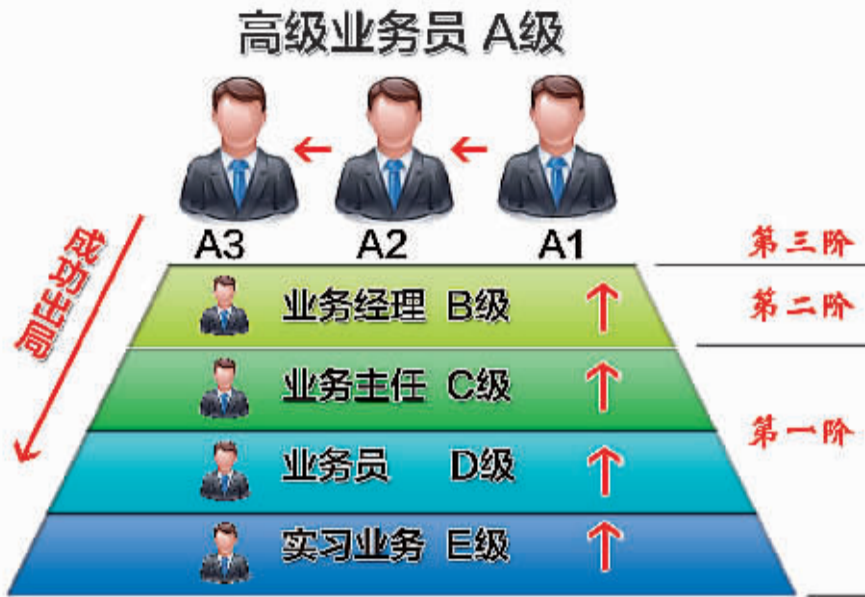 高级业务员 A级
A3 A2 A1
成功出局
第三阶
业务经理 B级
第二阶
业务主任 C级
第一阶
业务员 D级
实习业务 E级